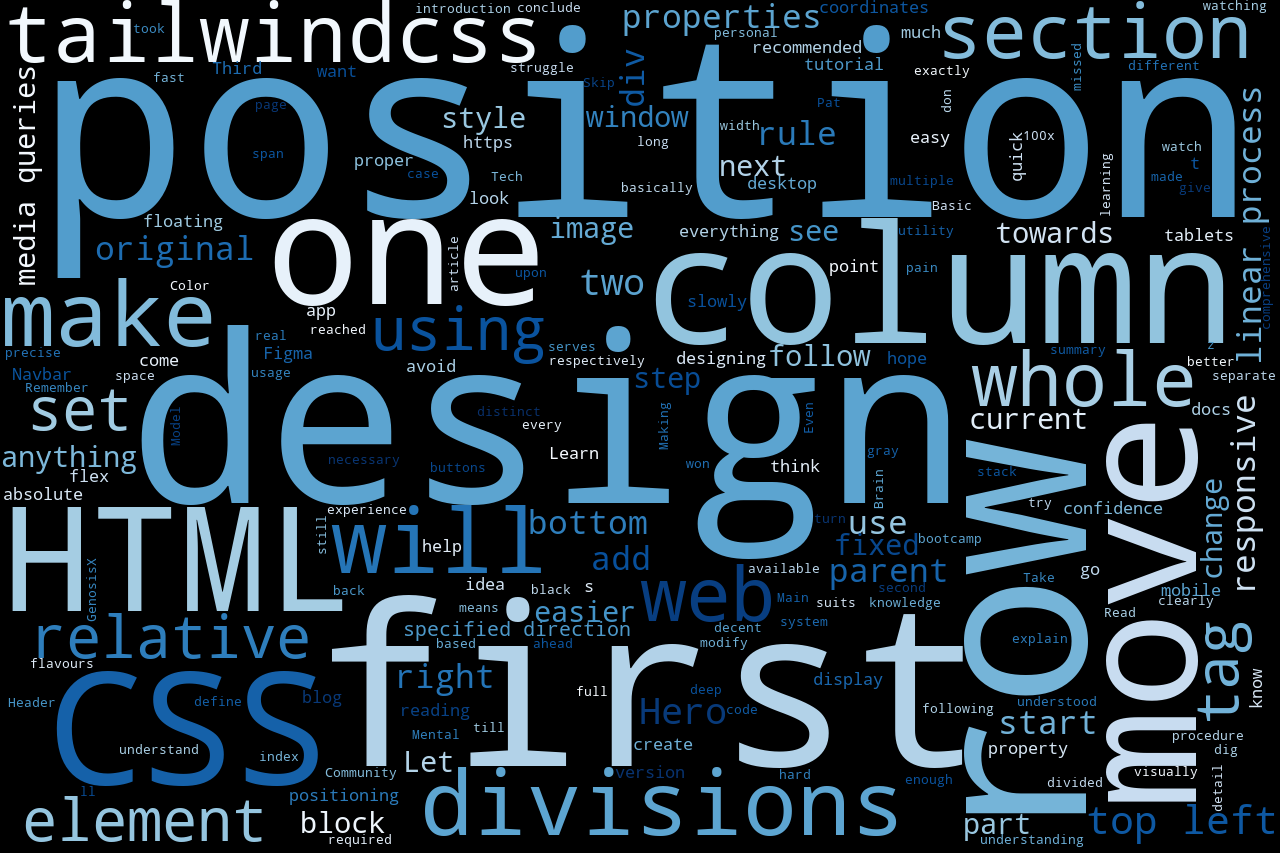 tailwindcss
took
introduction
conclude
properties
coordinates
personal
recommended
much
section
watching
media queries
fast
Third
want
struggle
Skip
div
tutorial
exactly
missed
different
position
page
span
style
https
proper
case
Tech
look
window
long
basically
width
rule
next
desktop
Pat
multiple
Basic
easy
don
quick
100x
learning
watch
t
made
give
linear process
floating
original
one
article
image
everything
see
utility
towards
tablets
comprehensive
make
Color
app
reached
upon
two
column
point
pain
slowly
using
real
Figma
usage
serves
respectively
designing
follow
hope
summary
z
better
separate
precise
Navbar
Remember
come
space
avoid
step
whole
docs
set
Model
design
distinct
every
necessary
buttons
Learn
Making
Even
won
think
gray
Brain
current
row
move
responsive
anything
flex
absolute
stack
try
confidence
change
HTML
still
experience
will
help
bottom
add
turn
use
fixed
bootcamp
go
mobile
clearly
GenosisX
back
idea
black
s
web
available
parent
second
Take
Read
Main
suits
knowledge
relative
means
easier
specified direction
based
ahead
decent
modify
system
explain
tag
flavours
CSS
first
Header
define
blog
right
reading
Mental
till
full
deep
Hero
code
display
following
understood
start
know
understand
index
create
property
procedure
dig
Community
Let
version
hard
enough
divided
visually
detail
ll
element
positioning
block
required
divisions
part
understanding
top left